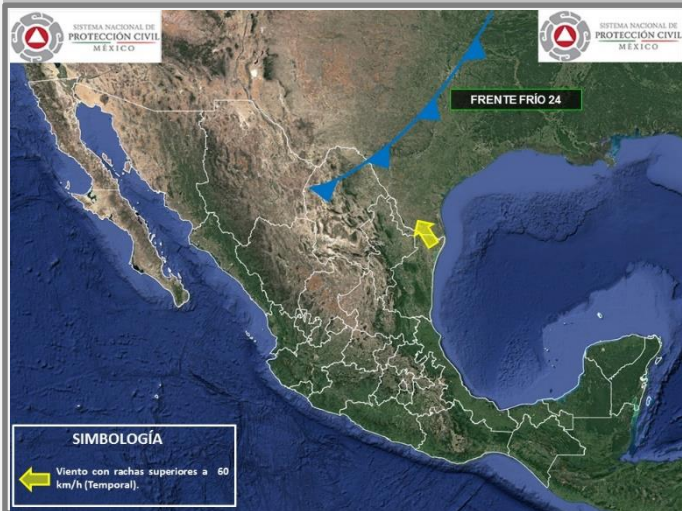 SISTEMA NACIONAL DE
PROTECCIÓN CIVIL
MÉXICO
SISTEMA NACIONAL DE
PROTECCIÓN CIVIL
MÉXICO
FRENTE FRÍO 24
SIMBOLOGÍA
Viento con rachas superiores a 60
km/h (Temporal).